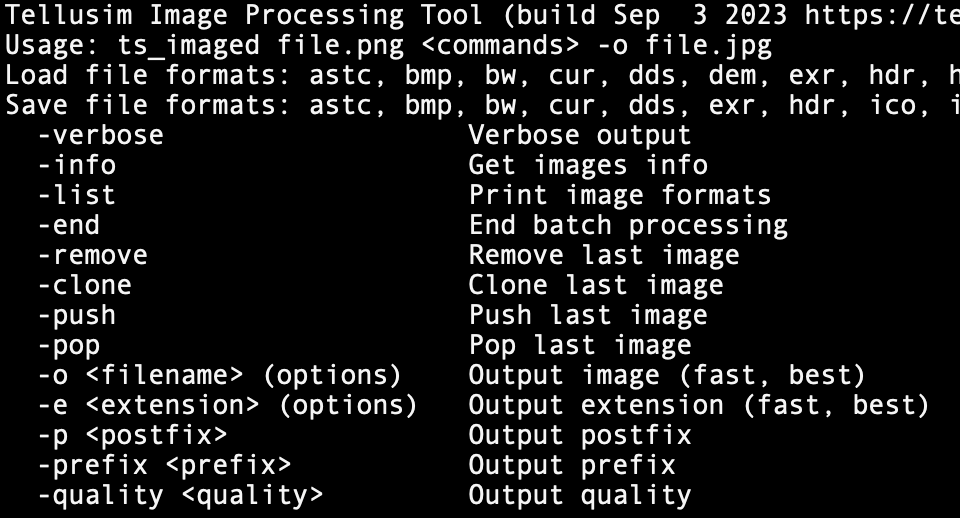 Tellusim Image Processing Tool (build Sep  3 2023 https://te
Usage: ts_imaged file.png <commands> -o file.jpg
Load file formats: astc, bmp, bw, cur, dds, dem, exr, hdr, h
Save file formats: astc, bmp, bw, cur, dds, exr, hdr, ico, i
  -verbose                   Verbose output
  -info                      Get images info
  -list                      Print image formats
  -end                       End batch processing
  -remove                    Remove last image
  -clone                     Clone last image
  -push                      Push last image
  -pop                       Pop last image
  -o <filename> (options)    Output image (fast, best)
  -e <extension> (options)   Output extension (fast, best)
  -p <postfix>               Output postfix
  -prefix <prefix>           Output prefix
  -quality <quality>         Output quality